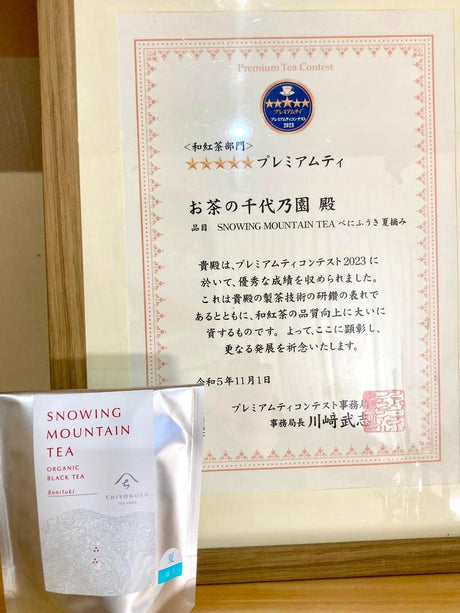 Premium Tea Contest
★★★★★
プレミアムティ
プレミアムティコンテスト
2023
<和紅茶部門>
★★★★★プレミアムティ
お茶の千代乃園 殿
品目 SNOWING MOUNTAIN TEA べにふうき夏摘み
貴殿は、プレミアムティコンテスト2023に
於いて、優秀な成績を収められました。
これは貴殿の製茶技術の研鑽の表れで
あるとともに、和紅茶の品質向上に大いに
資するものです。よって、ここに顕彰し、
更なる発展を祈念いたします。
令和5年11月1日
プレミアムティコンテスト事務局
事務局長 川﨑武志
SNOWING
MOUNTAIN
TEA
ORGANIC
BLACK TEA
Benifuki
CHIYONOEN
TEA FARM
夏